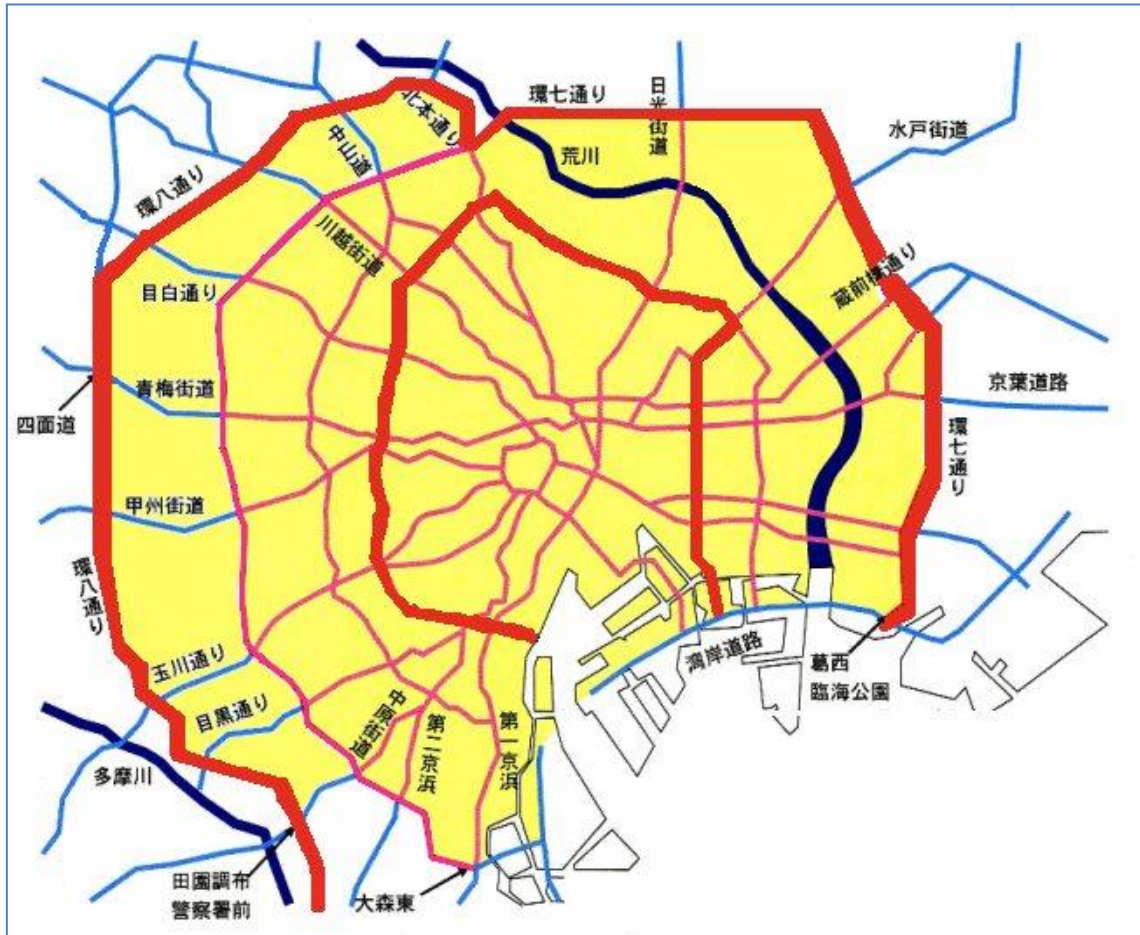 環七通り
日光街道
北本通り
水戸街道
中山道
荒川
環八通り
川越街道
蔵前橋通り
目白通り
京葉道路
青梅街道
四面道
環七通り
甲州街道
環八通り
玉川通り
湾岸道路
葛西
臨海公園
目黒通り
中原街道
第二京浜
第一京浜
多摩川
田園調布
警察署前
大森東